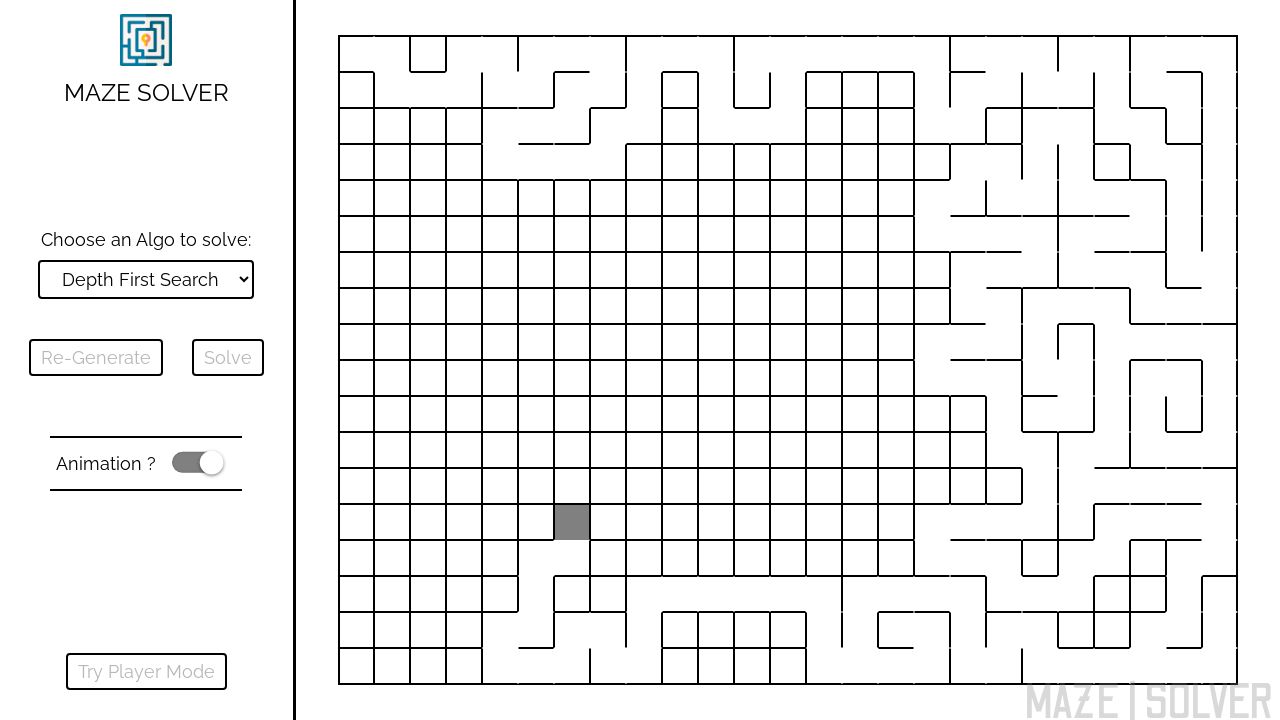 MAZE SOLVER
Choose an Algo to solve:
Depth First Search
Re-Generate
Solve
Animation ?
Try Player Mode
MAZE | SOLVER